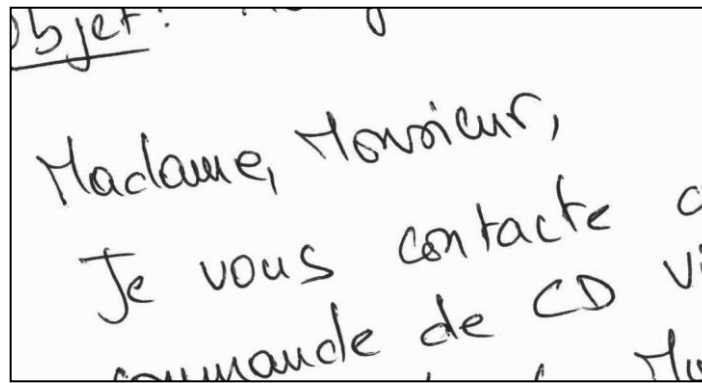 Objet:
Madame, Monsieur,
Je vous contacte
commande de CD